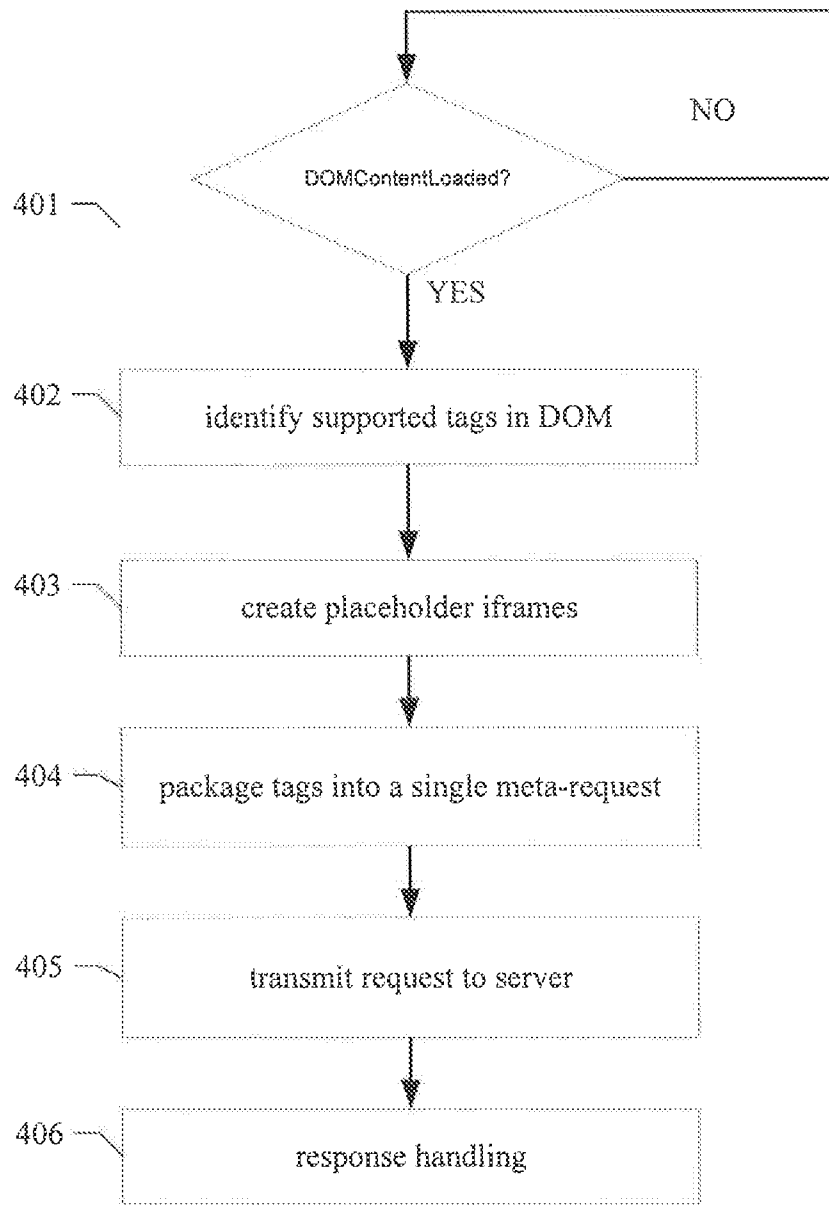 NO
DOMContentLoaded?
401
YES
402
identify supported tags in DOM
403
create placeholder iframes
404
package tags into a single meta-request
405
transmit request to server
406
response handling